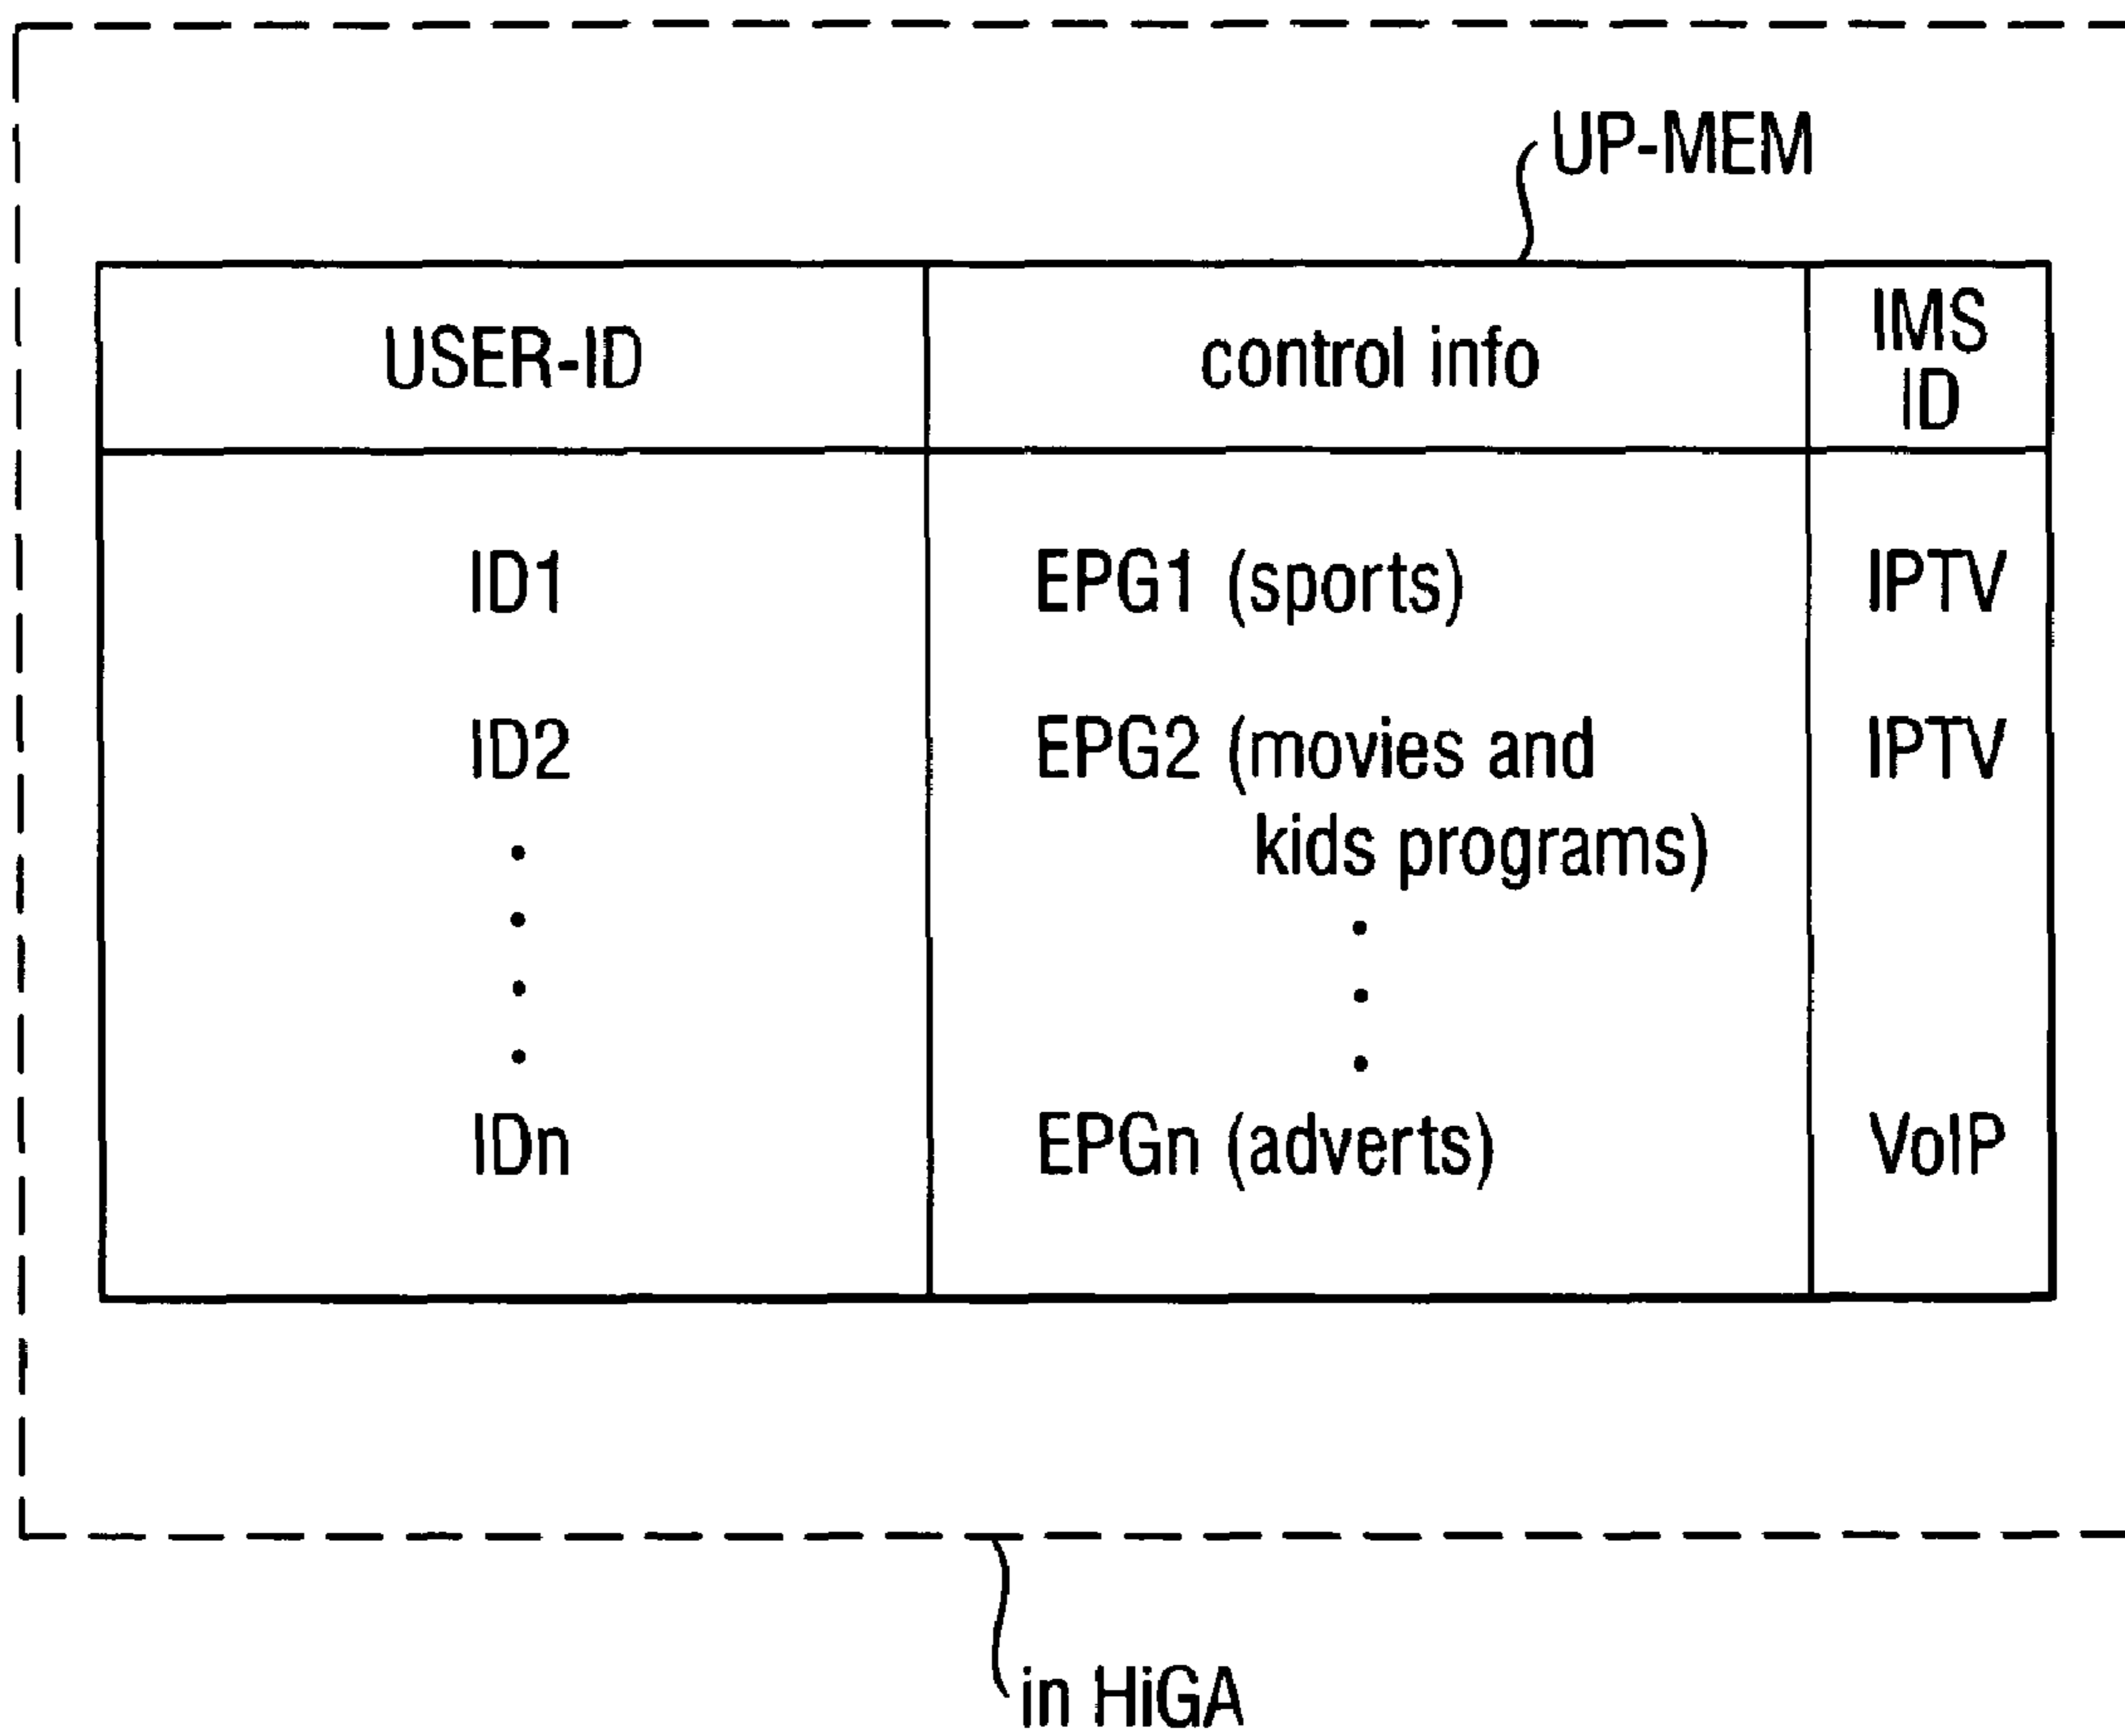 UP-MEM
USER-ID control info IMS
ID
ID1 EPG1 (sports) IPTV
ID2 EPG2 (movies and IPTV
kids programs)
IDn EPGn (adverts) VoIP
in HiGA